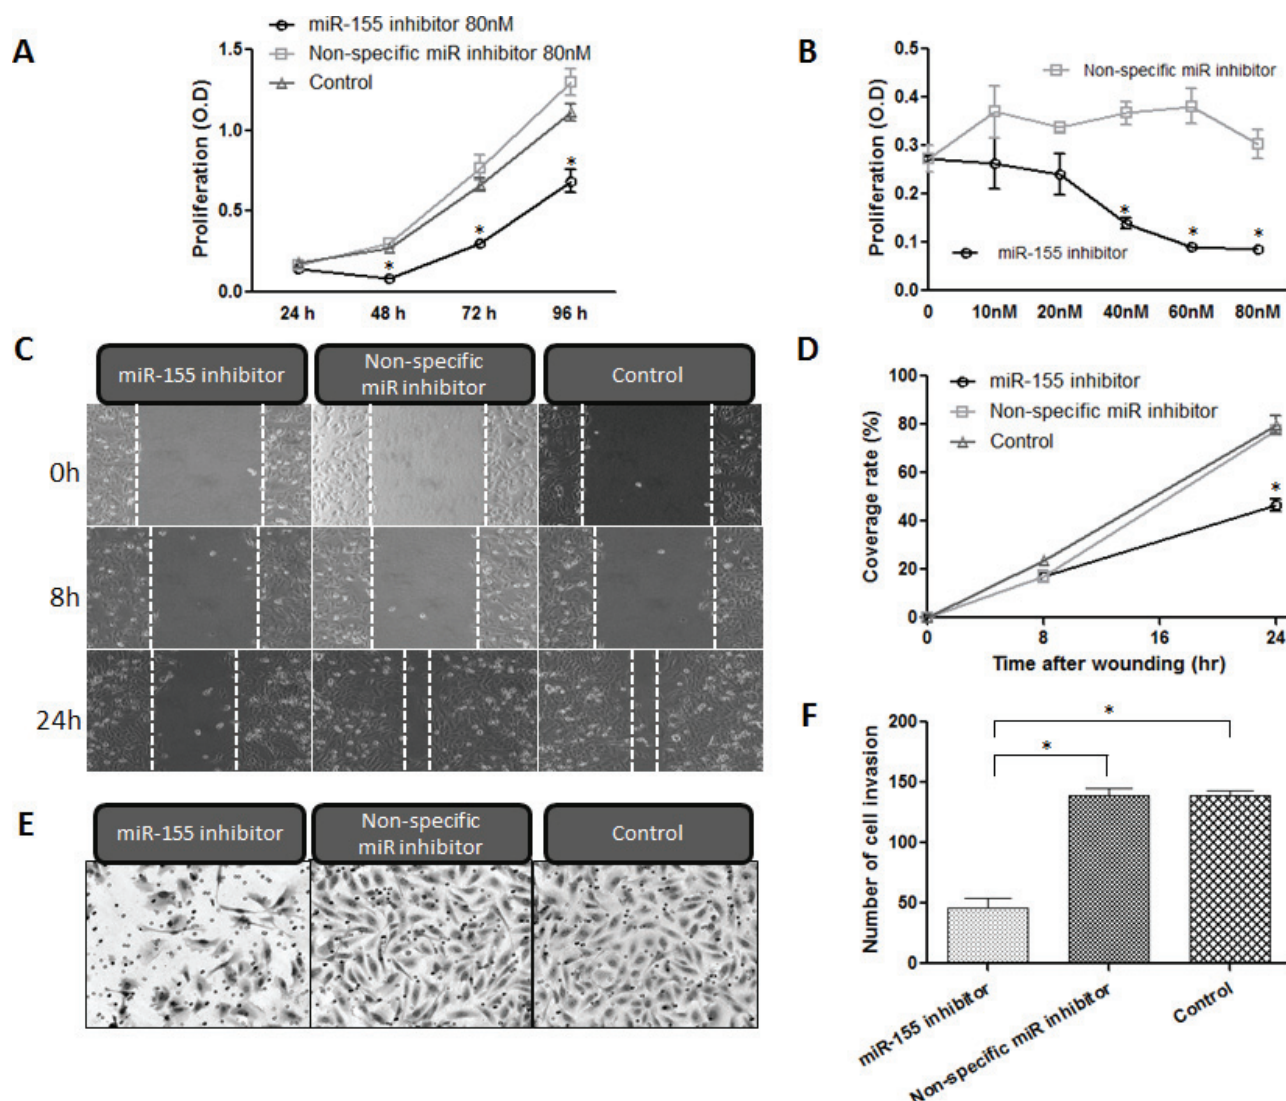 A
miR-155 inhibitor 80nM
Non-specific miR inhibitor 80nM
Control
Proliferation (O.D)
1.5
1.0
0.5
0.0
24 h 48 h 72 h 96 h
*
*
*
B
Non-specific miR inhibitor
miR-155 inhibitor
Proliferation (O.D)
0.5
0.4
0.3
0.2
0.1
0.0
0 10nM 20nM 40nM 60nM 80nM
*
*
*
C
miR-155 inhibitor
Non-specific
miR inhibitor
Control
0h
8h
24h
D
miR-155 inhibitor
Non-specific miR inhibitor
Control
Coverage rate (%)
100
80
60
40
20
0
*
0 8 16 24
Time after wounding (hr)
E
miR-155 inhibitor
Non-specific
miR inhibitor
Control
F
Number of cell invasion
200
150
100
50
0
*
*
miR-155 inhibitor
Non-specific miR inhibitor
Control